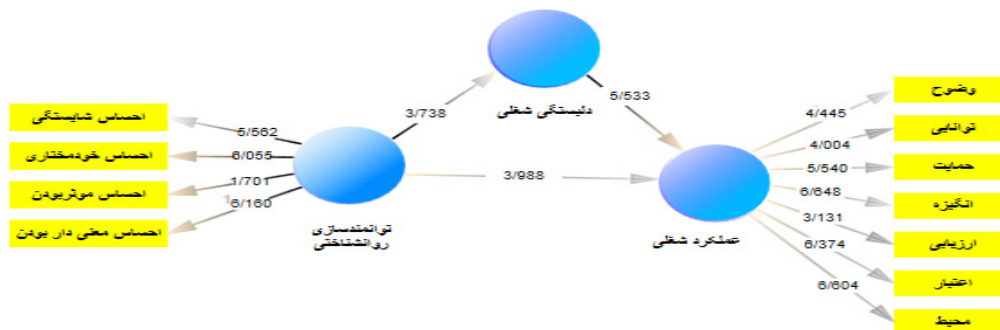 دلبستگی شغلی
3/738
5/533
احساس شایستگی
5/562
احساس خودمختاری
6/055
احساس موثربودن
1/701
احساس معنی دار بودن
6/160
توانمندسازی
روانشناختی
3/988
عملکرد شغلی
وضوح
4/445
توانایی
4/004
حمایت
5/540
انگیزه
6/648
ارزیابی
3/131
اعتبار
6/374
محیط
6/604